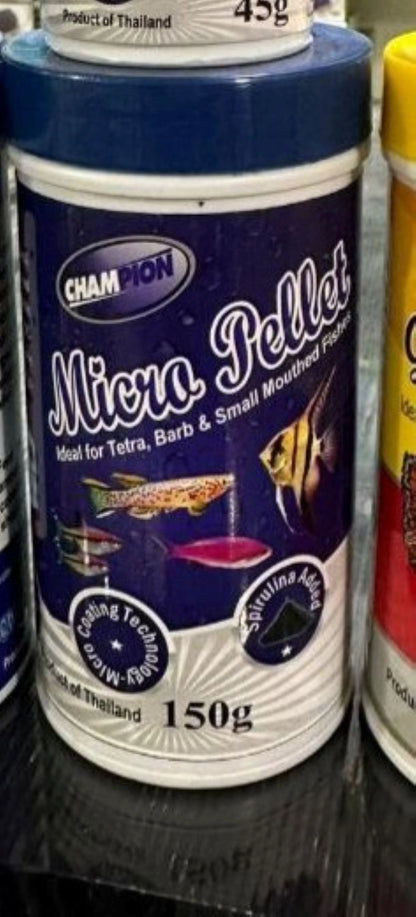 Product of Thailand 45g
CHAMPION
Micro Pellet
Ideal for Tetra, Barb & Small Mouthed Fishes
Micro Coating Technology-
Spirulina Added
of Thailand 150g
Produ